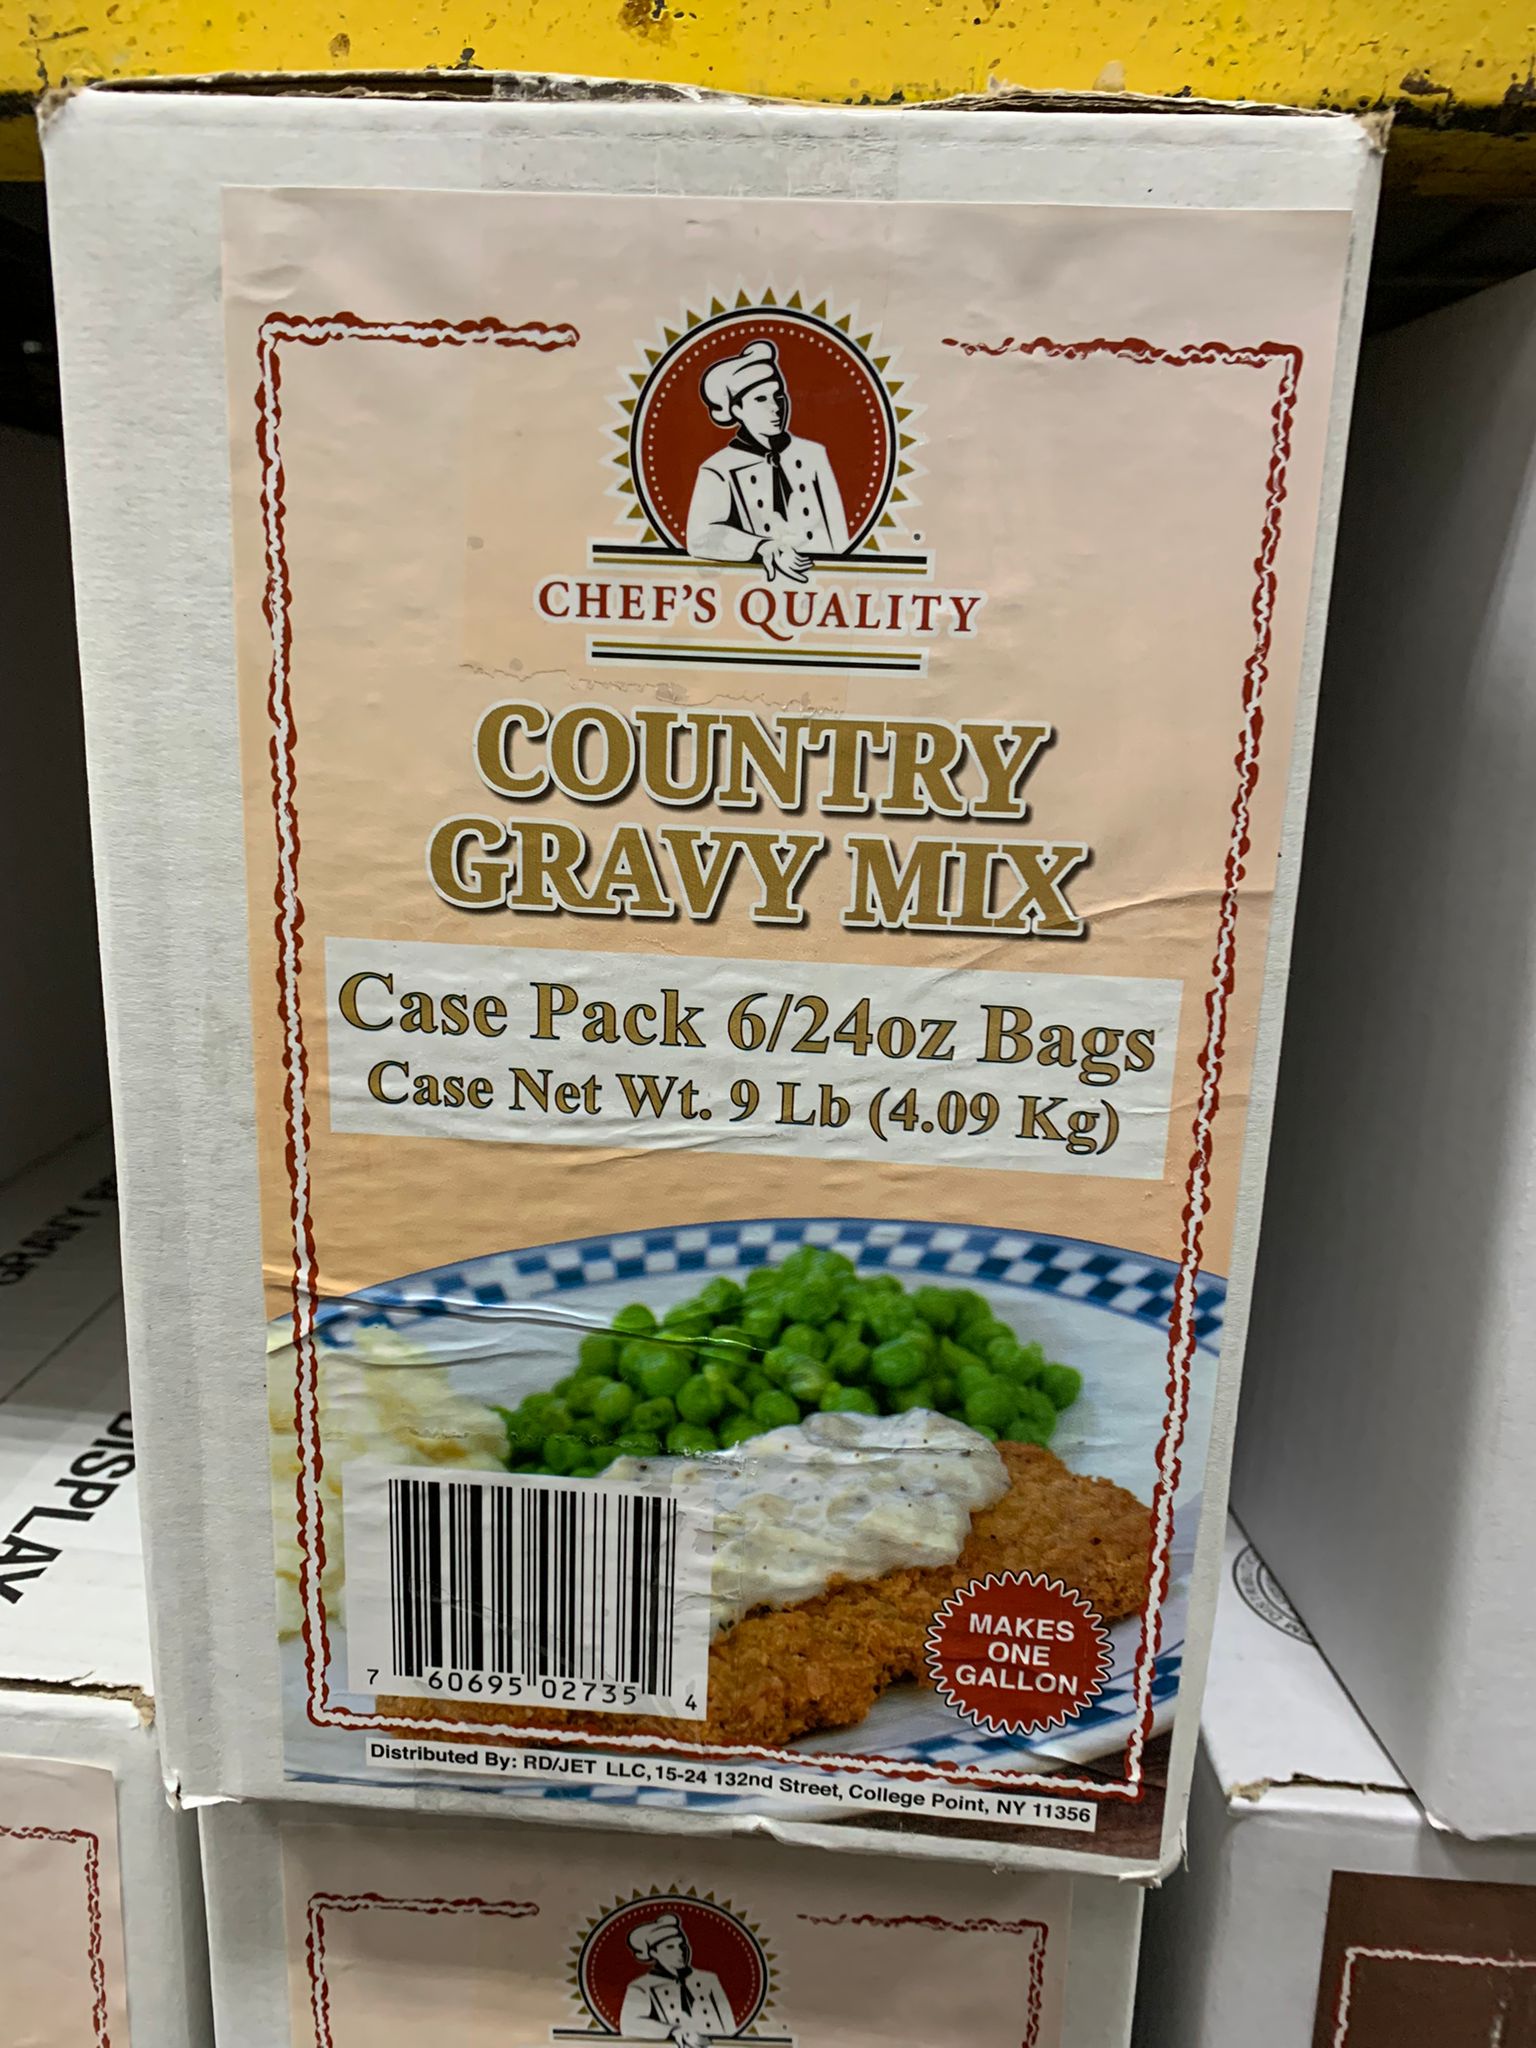 CHEF'S QUALITY
COUNTRY
GRAVY MIX
Case Pack 6/24oz Bags
Case Net Wt. 9 Lb (4.09 Kg)
MAKES
ONE
GALLON
7 60695 02735 4
Distributed By: RD/JET LLC, 15-24 132nd Street, College Point, NY 11356
DISPLAY
GRAVY